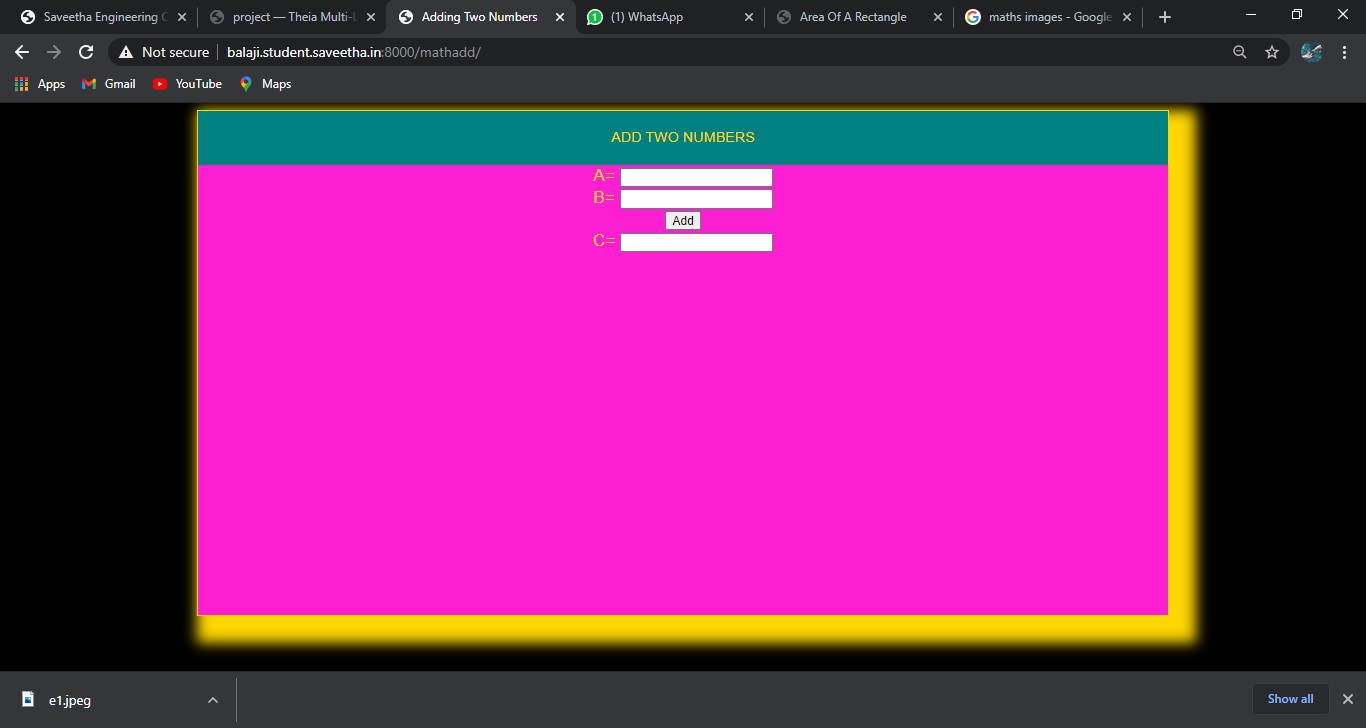 Saveetha Engineering C
project — Theia Multi-L
Adding Two Numbers
(1) WhatsApp
Area Of A Rectangle
maths images - Google
Not secure
balaji.student.saveetha.in:8000/mathadd/
Apps
Gmail
YouTube
Maps
ADD TWO NUMBERS
A=
B=
Add
C=
e1.jpeg
Show all